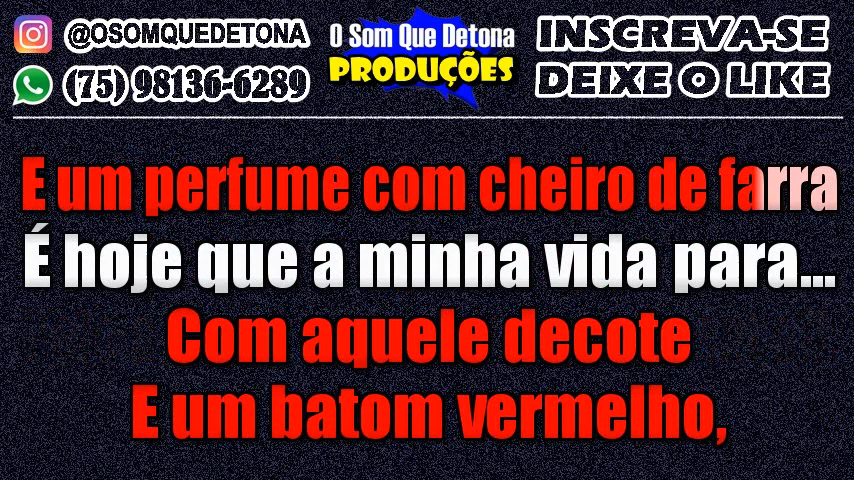 @OSOMQUEDETONA
(75) 98136-6289
O Som Que Detona
PRODUÇÕES
INSCREVA-SE
DEIXE O LIKE
E um perfume com cheiro de farra
É hoje que a minha vida para...
Com aquele decote
E um batom vermelho,